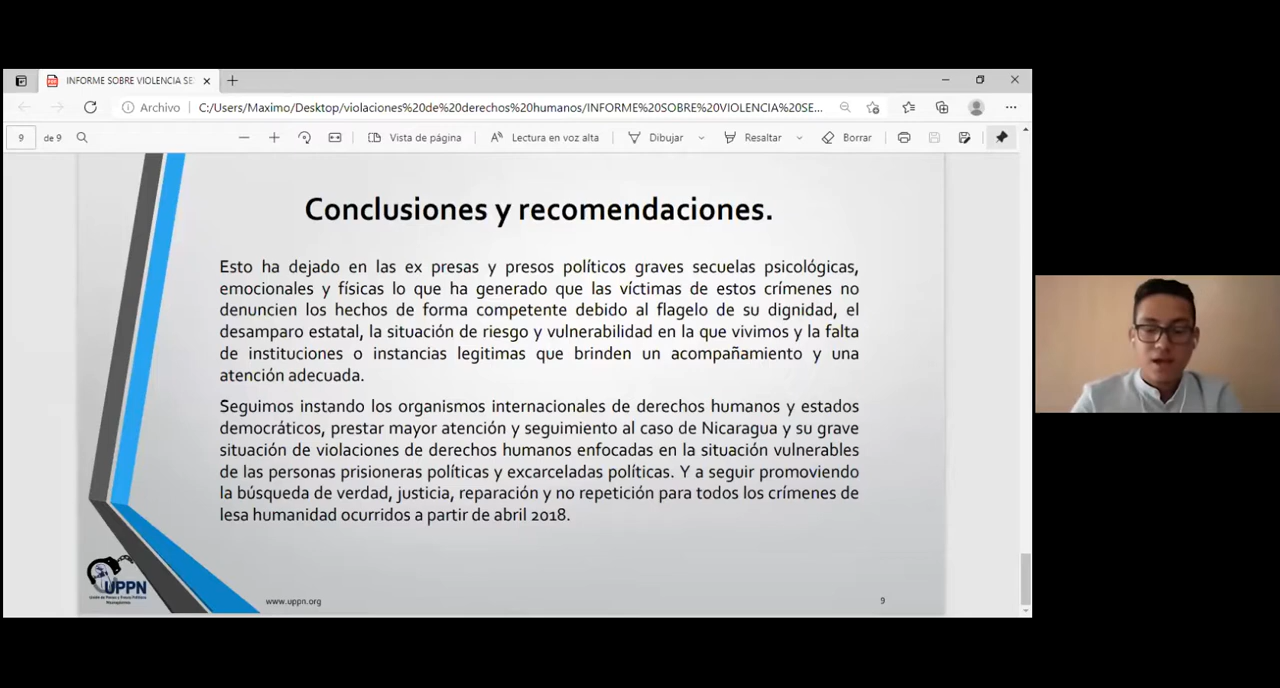 INFORME SOBRE VIOLENCIA SE
Archivo
C:/Users/Maximo/Desktop/violaciones%20de%20derechos%20humanos/INFORME%20SOBRE%20VIOLENCIA%20SE...
9 de 9
Vista de página
Lectura en voz alta
Dibujar
Resaltar
Borrar
Conclusiones y recomendaciones.
Esto ha dejado en las ex presas y presos políticos graves secuelas psicológicas,
emocionales y físicas lo que ha generado que las víctimas de estos crímenes no
denuncien los hechos de forma competente debido al flagelo de su dignidad, el
desamparo estatal, la situación de riesgo y vulnerabilidad en la que vivimos y la falta
de instituciones o instancias legitimas que brinden un acompañamiento y una
atención adecuada.
Seguimos instando los organismos internacionales de derechos humanos y estados
democráticos, prestar mayor atención y seguimiento al caso de Nicaragua y su grave
situación de violaciones de derechos humanos enfocadas en la situación vulnerables
de las personas prisioneras políticas y excarceladas políticas. Y a seguir promoviendo
la búsqueda de verdad, justicia, reparación y no repetición para todos los crímenes de
lesa humanidad ocurridos a partir de abril 2018.
UPPN
www.uppn.org
9